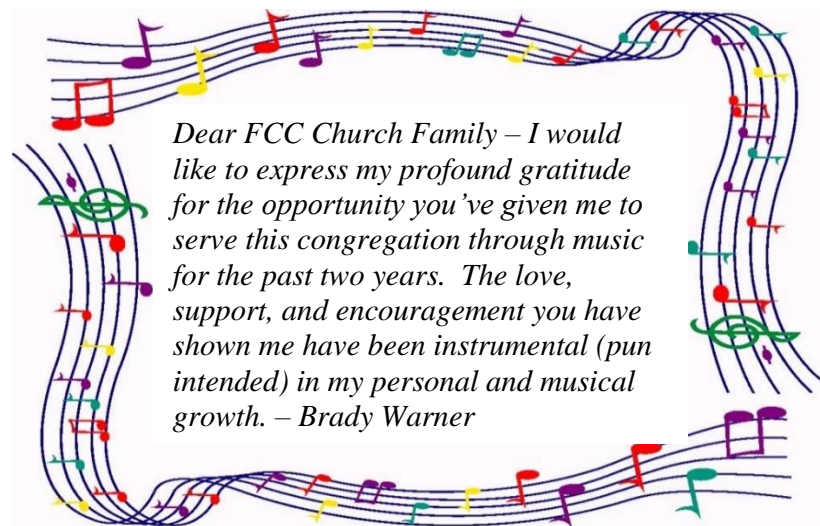 Dear FCC Church Family – I would
like to express my profound gratitude
for the opportunity you’ve given me to
serve this congregation through music
for the past two years.  The love,
support, and encouragement you have
shown me have been instrumental (pun
intended) in my personal and musical
growth. – Brady Warner